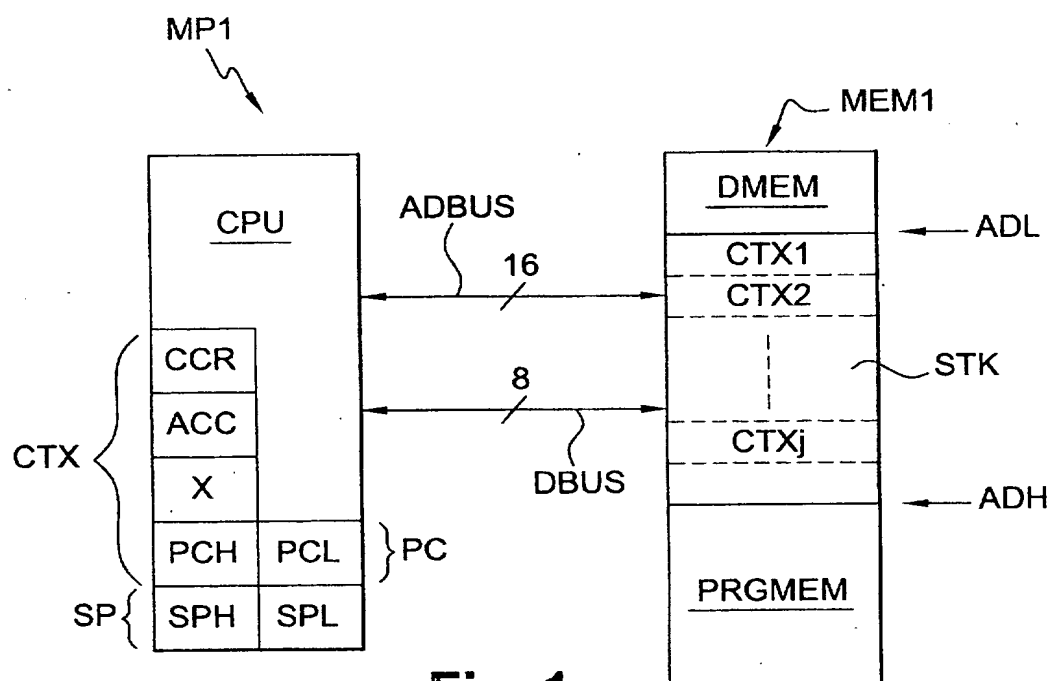 MP1
MEM1
CPU
ADBUS
16
DMEM
ADL
CTX1
CTX2
CCR
ACC
X
CTX
8
DBUS
STK
CTXj
ADH
PCH PCL PC
SP SPH SPL
PRGMEM